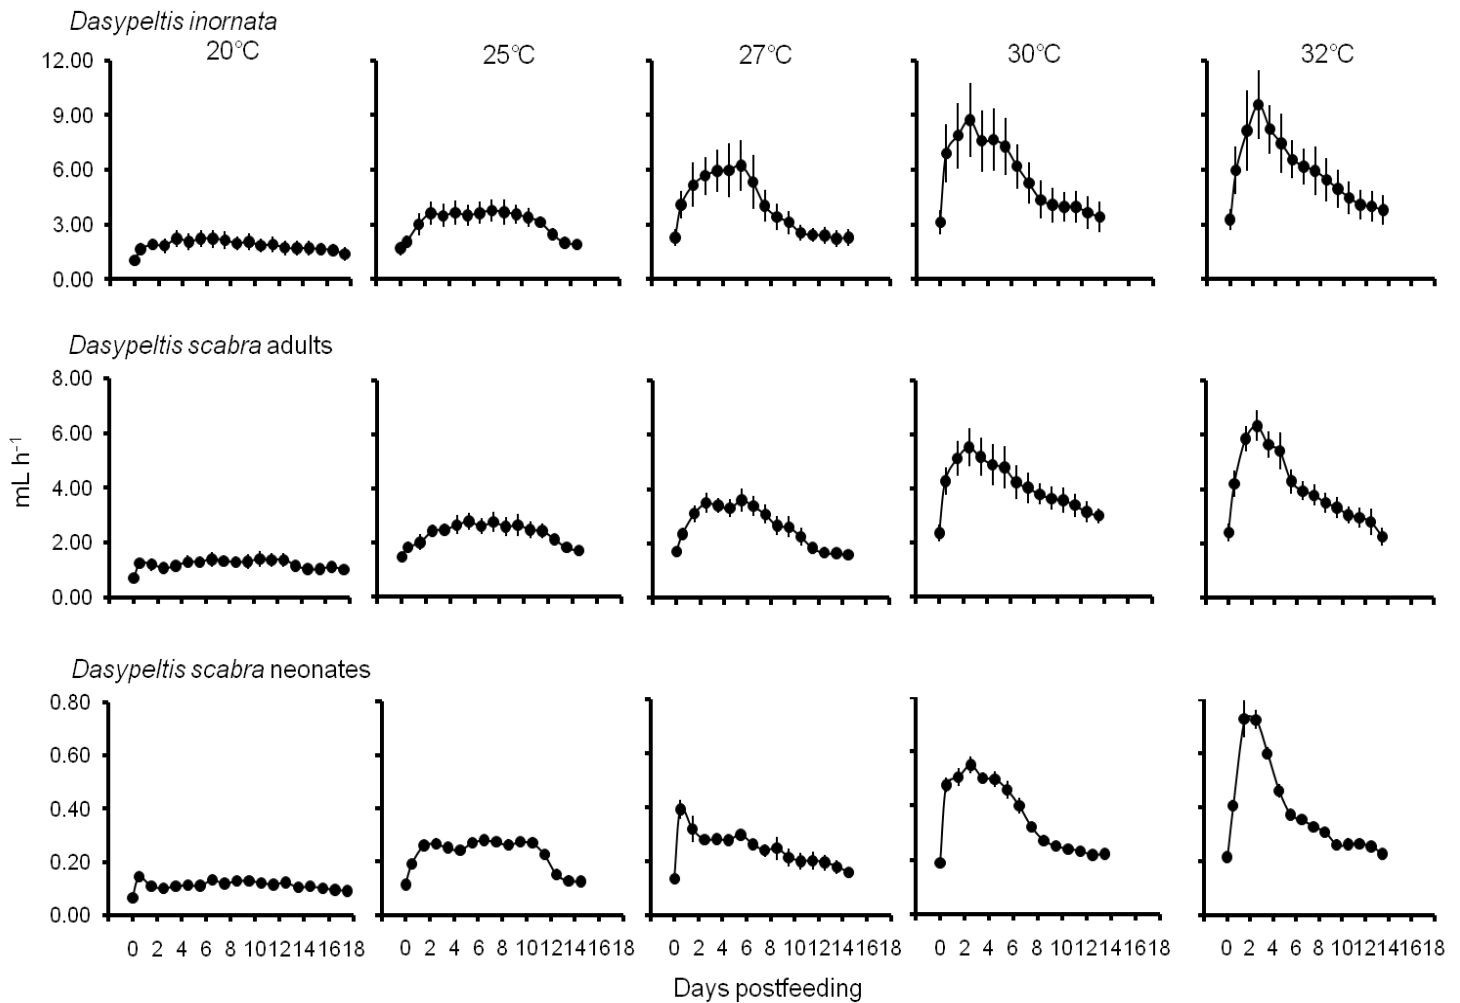 Dasypeltis inornata
20°C 25°C 27°C 30°C 32°C
12.00
9.00
6.00
3.00
0.00
Dasypeltis scabra adults
8.00
6.00
4.00
2.00
0.00
mL h⁻¹
Dasypeltis scabra neonates
0.80
0.60
0.40
0.20
0.00
0 2 4 6 8 10 12 14 16 18 0 2 4 6 8 10 12 14 16 18 0 2 4 6 8 10 12 14 16 18 0 2 4 6 8 10 12 14 16 18 0 2 4 6 8 10 12 14 16 18
Days postfeeding